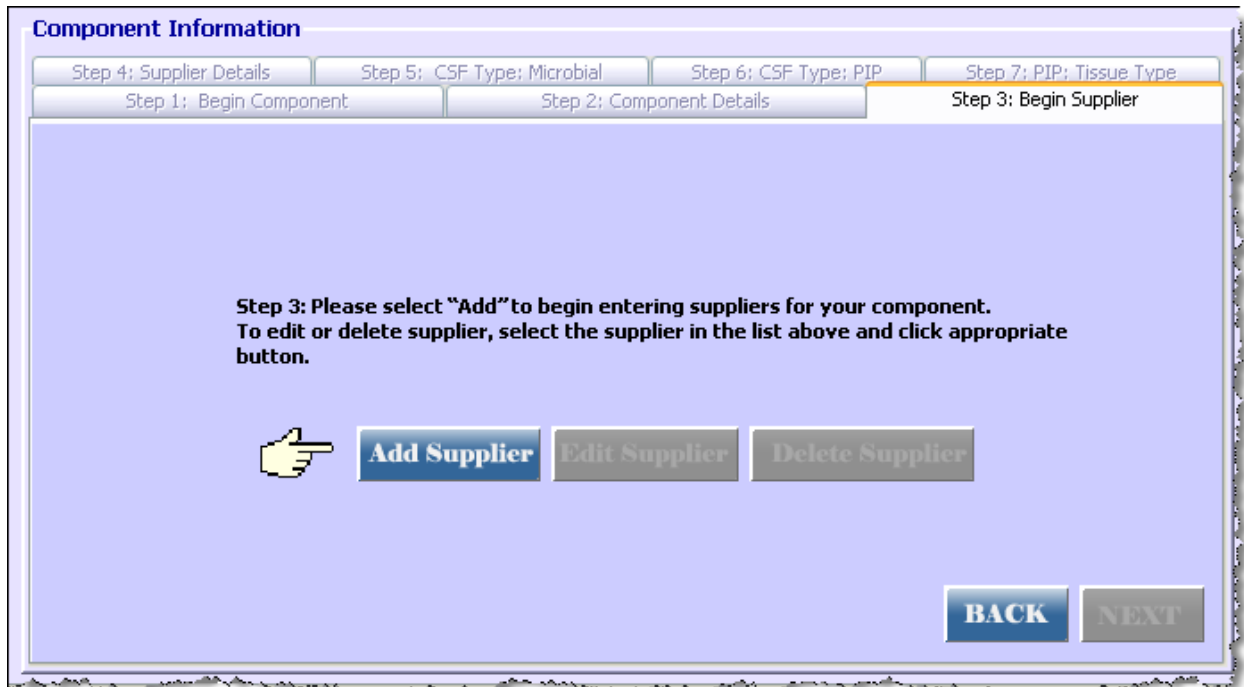 Component Information
Step 4: Supplier Details
Step 5: CSF Type: Microbial
Step 6: CSF Type: PIP
Step 7: PIP: Tissue Type
Step 1: Begin Component
Step 2: Component Details
Step 3: Begin Supplier
Step 3: Please select “Add” to begin entering suppliers for your component.
To edit or delete supplier, select the supplier in the list above and click appropriate
button.
Add Supplier
Edit Supplier
Delete Supplier
BACK
NEXT